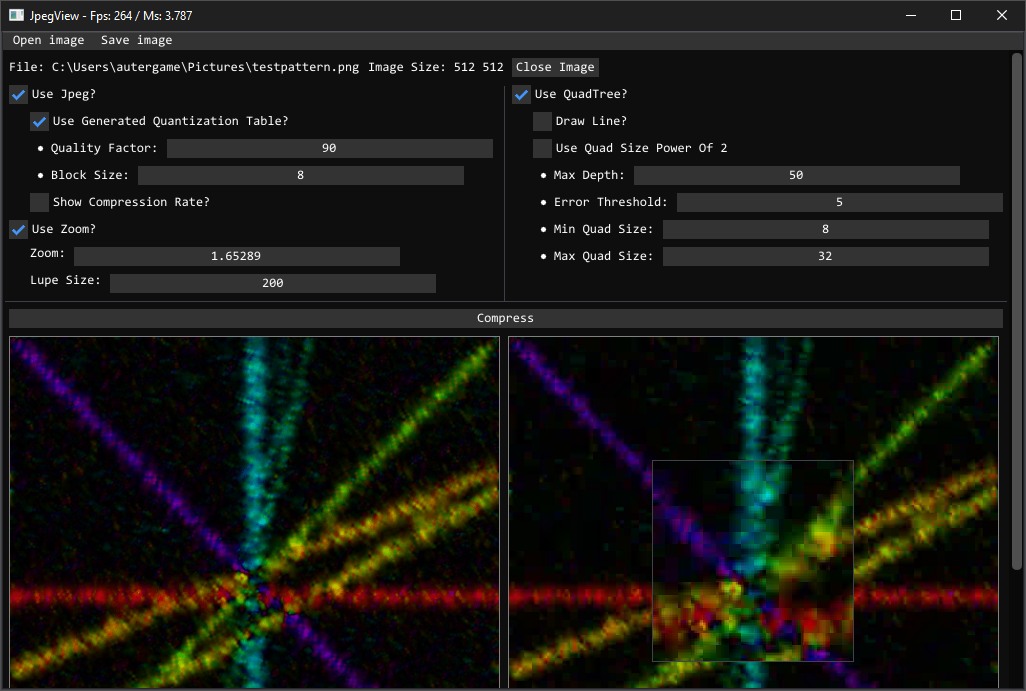 JpegView - Fps: 264 / Ms: 3.787
Open image Save image
File: C:\Users\autergame\Pictures\testpattern.png Image Size: 512 512 Close Image
Use Jpeg?
Use Generated Quantization Table?
Quality Factor: 90
Block Size: 8
Show Compression Rate?
Use Zoom?
Zoom: 1.65289
Lupe Size: 200
Use QuadTree?
Draw Line?
Use Quad Size Power Of 2
Max Depth: 50
Error Threshold: 5
Min Quad Size: 8
Max Quad Size: 32
Compress